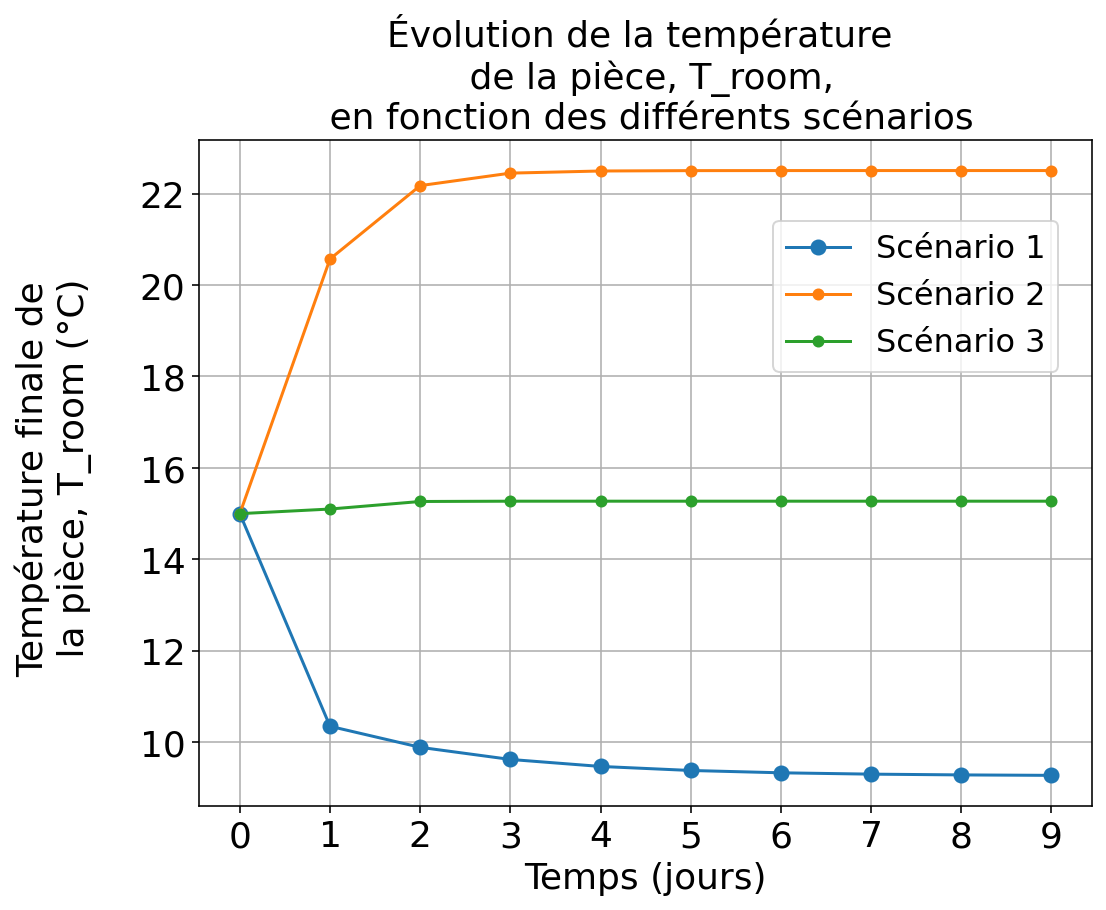 Évolution de la température
de la pièce, T_room,
en fonction des différents scénarios
Température finale de
la pièce, T_room (°C)
22
20
18
16
14
12
10
Scénario 1
Scénario 2
Scénario 3
0 1 2 3 4 5 6 7 8 9
Temps (jours)